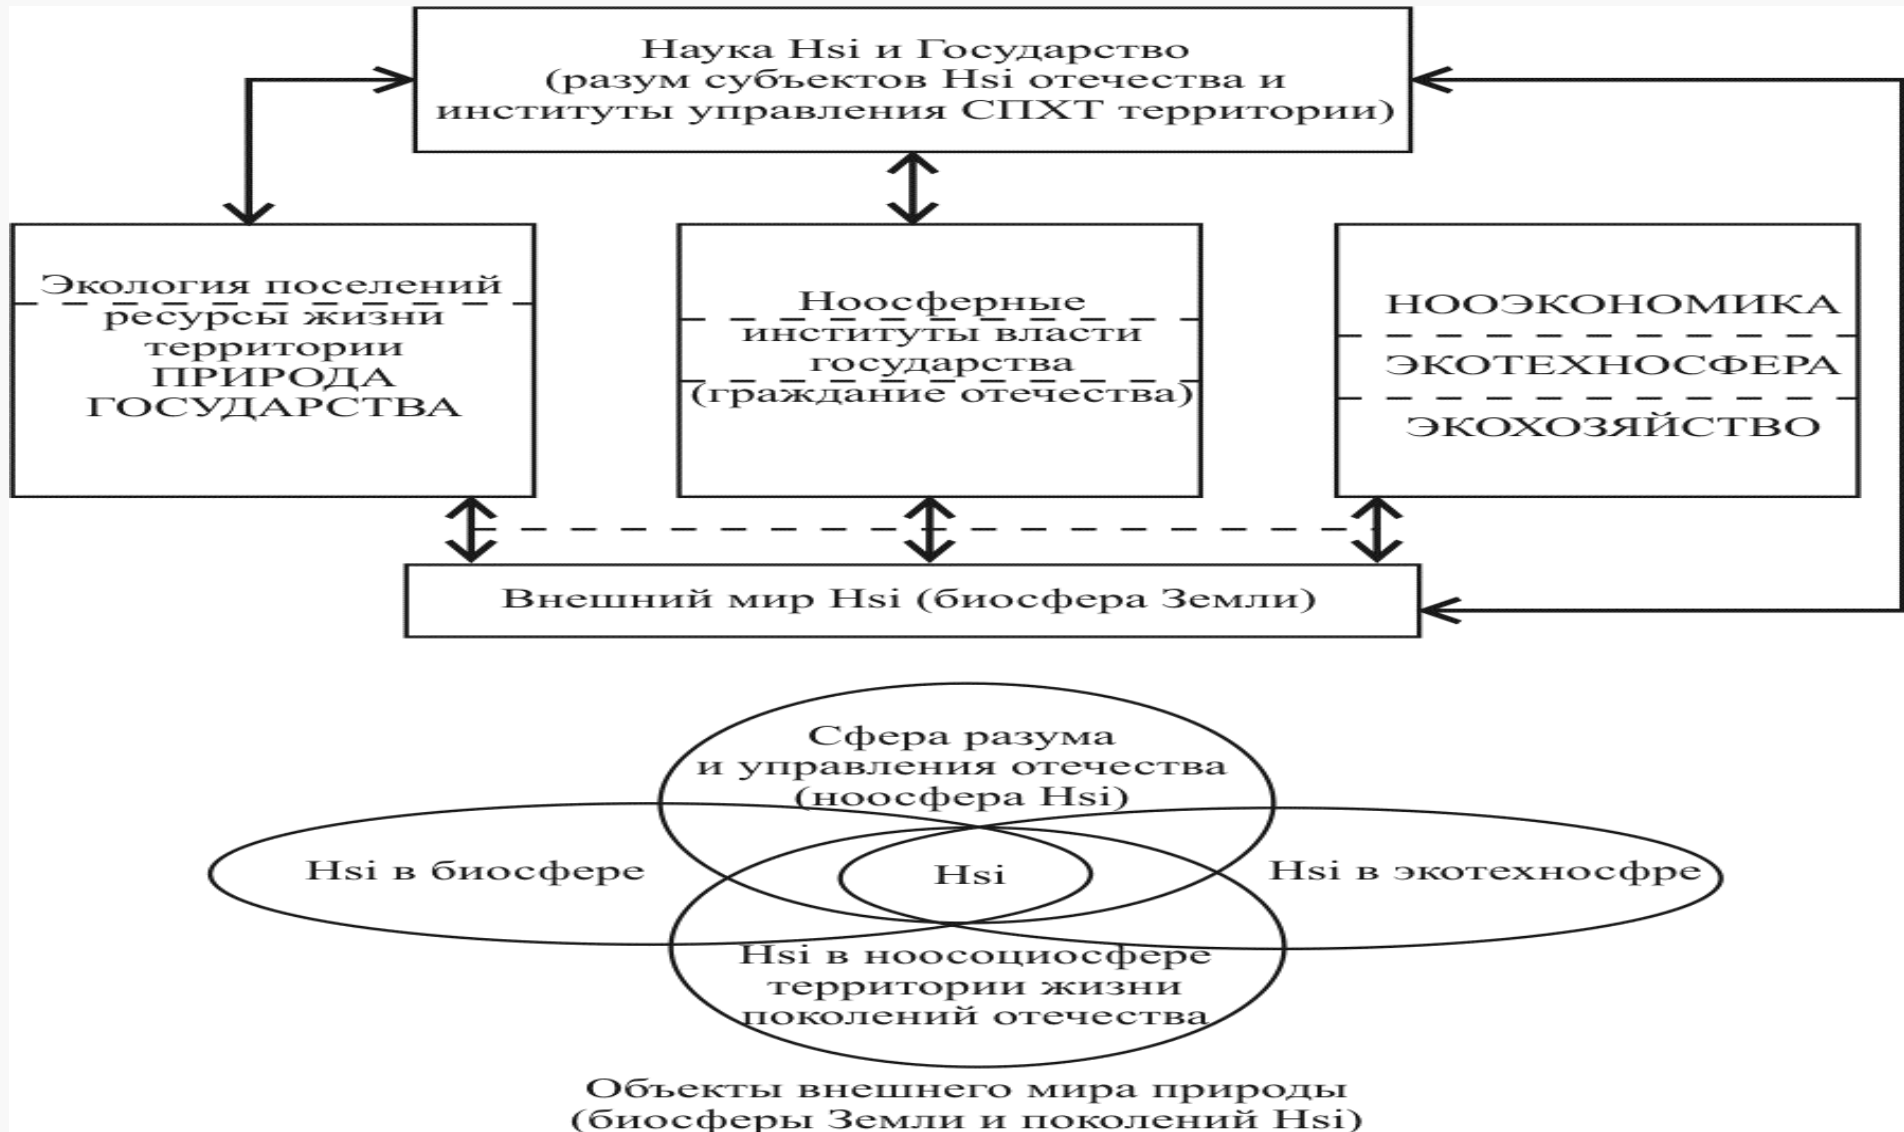 Наука Hsi и Государство
(разум субъектов Hsi отечества и
институты управления СПХТ территории)
Экология поселений
ресурсы жизни
территории
ПРИРОДА
ГОСУДАРСТВА
Ноосферные
институты власти
государства
(граждание отечества)
НООЭКОНОМИКА
ЭКОТЕХНОСФЕРА
ЭКОХОЗЯЙСТВО
Внешний мир Hsi (биосфера Земли)
Сфера разума
и управления отечества
(ноосфера Hsi)
Hsi в биосфере
Hsi
Hsi в экотехносфре
Hsi в ноосоциосфере
территории жизни
поколений отечества
Объекты внешнего мира природы
(биосферы Земли и поколений Hsi)